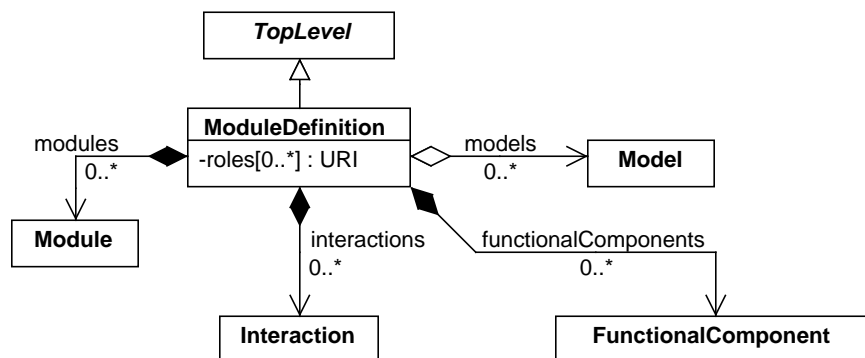 TopLevel
ModuleDefinition
-roles[0..*] : URI
modules
0..*
models
0..*
Model
Module
interactions
0..*
functionalComponents
0..*
Interaction
FunctionalComponent